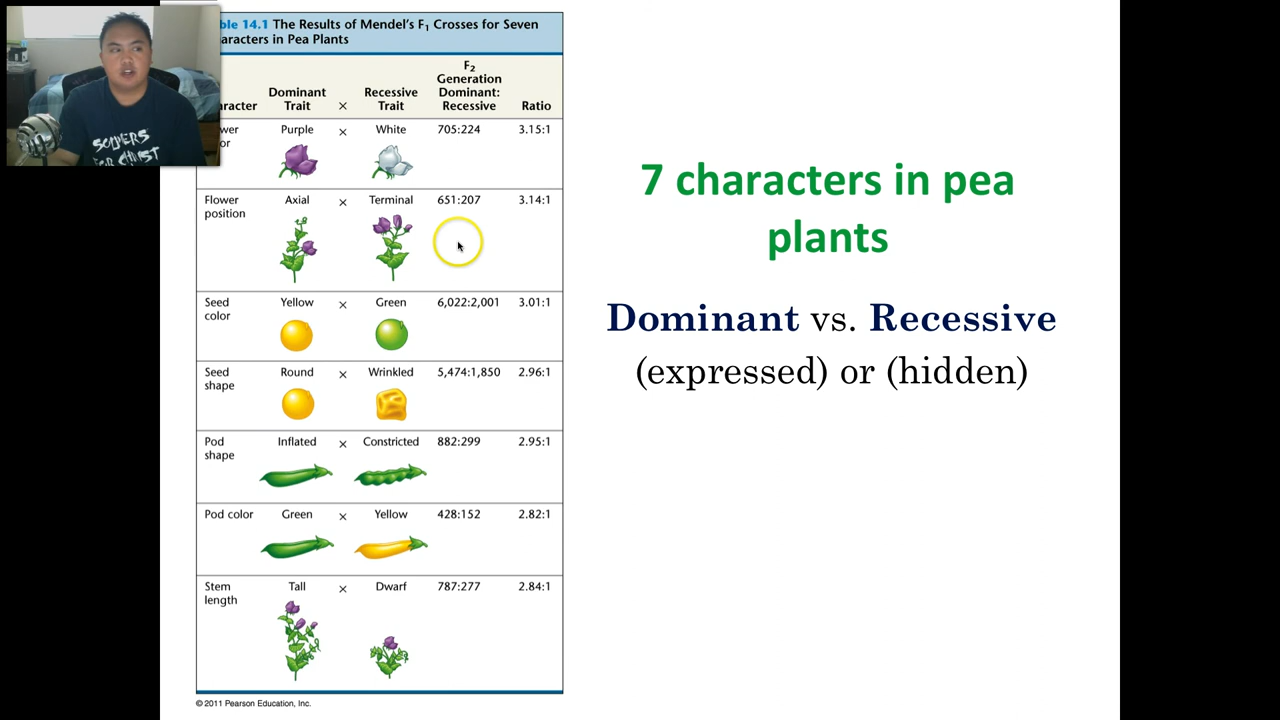 ble 14.1 The Results of Mendel's F1 Crosses for Seven
aracters in Pea Plants
F2
Generation
Dominant:
Recessive
Dominant
Trait
×
Recessive
Trait
aracter
Ratio
wer
or
Purple × White 705:224 3.15:1
Flower
position
Axial × Terminal 651:207 3.14:1
Seed
color
Yellow × Green 6,022:2,001 3.01:1
Seed
shape
Round × Wrinkled 5,474:1,850 2.96:1
Pod
shape
Inflated × Constricted 882:299 2.95:1
Pod color Green × Yellow 428:152 2.82:1
Stem
length
Tall × Dwarf 787:277 2.84:1
© 2011 Pearson Education, Inc.
7 characters in pea
plants
Dominant vs. Recessive
(expressed) or (hidden)
SOLDIERS
FOR CHRIST